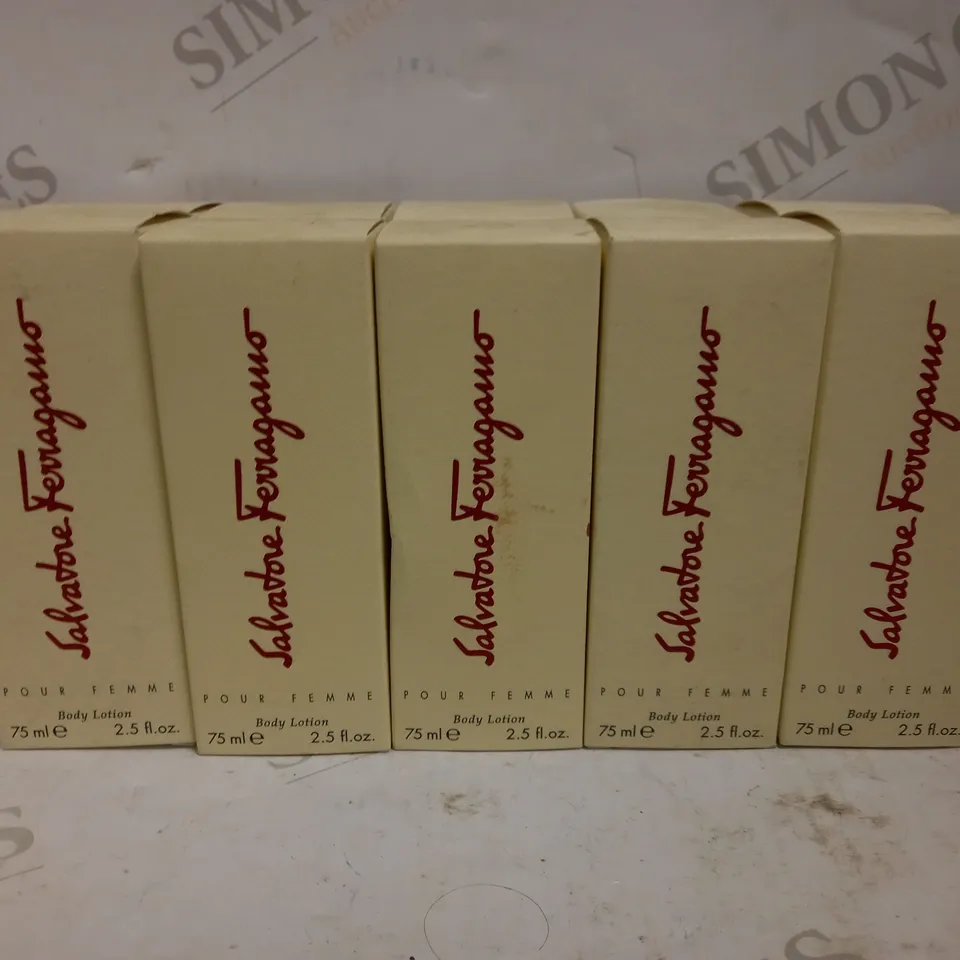 SIM
SIMON
ES
Salvatore Ferragamo
POUR FEMME
Body Lotion
75 ml e 2.5 fl.oz.
Salvatore Ferragamo
POUR FEMME
Body Lotion
75 ml e 2.5 fl.oz.
Salvatore Ferragamo
POUR FEMME
Body Lotion
75 ml e 2.5 fl.oz.
Salvatore Ferragamo
POUR FEMME
Body Lotion
75 ml e 2.5 fl.oz.
Salvatore Ferragamo
POUR FEMM
Body Lotion
75 ml e 2.5 fl.oz.